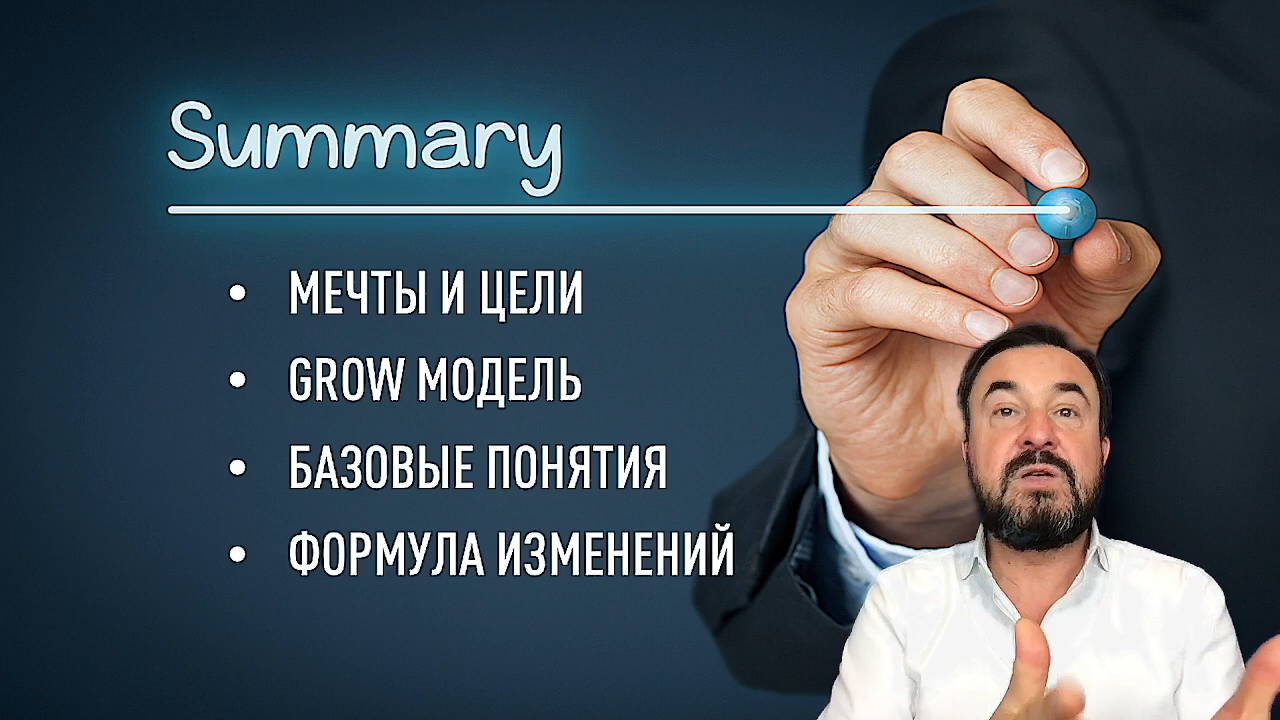 Summary
• МЕЧТЫ И ЦЕЛИ
• GROW МОДЕЛЬ
• БАЗОВЫЕ ПОНЯТИЯ
• ФОРМУЛА ИЗМЕНЕНИЙ